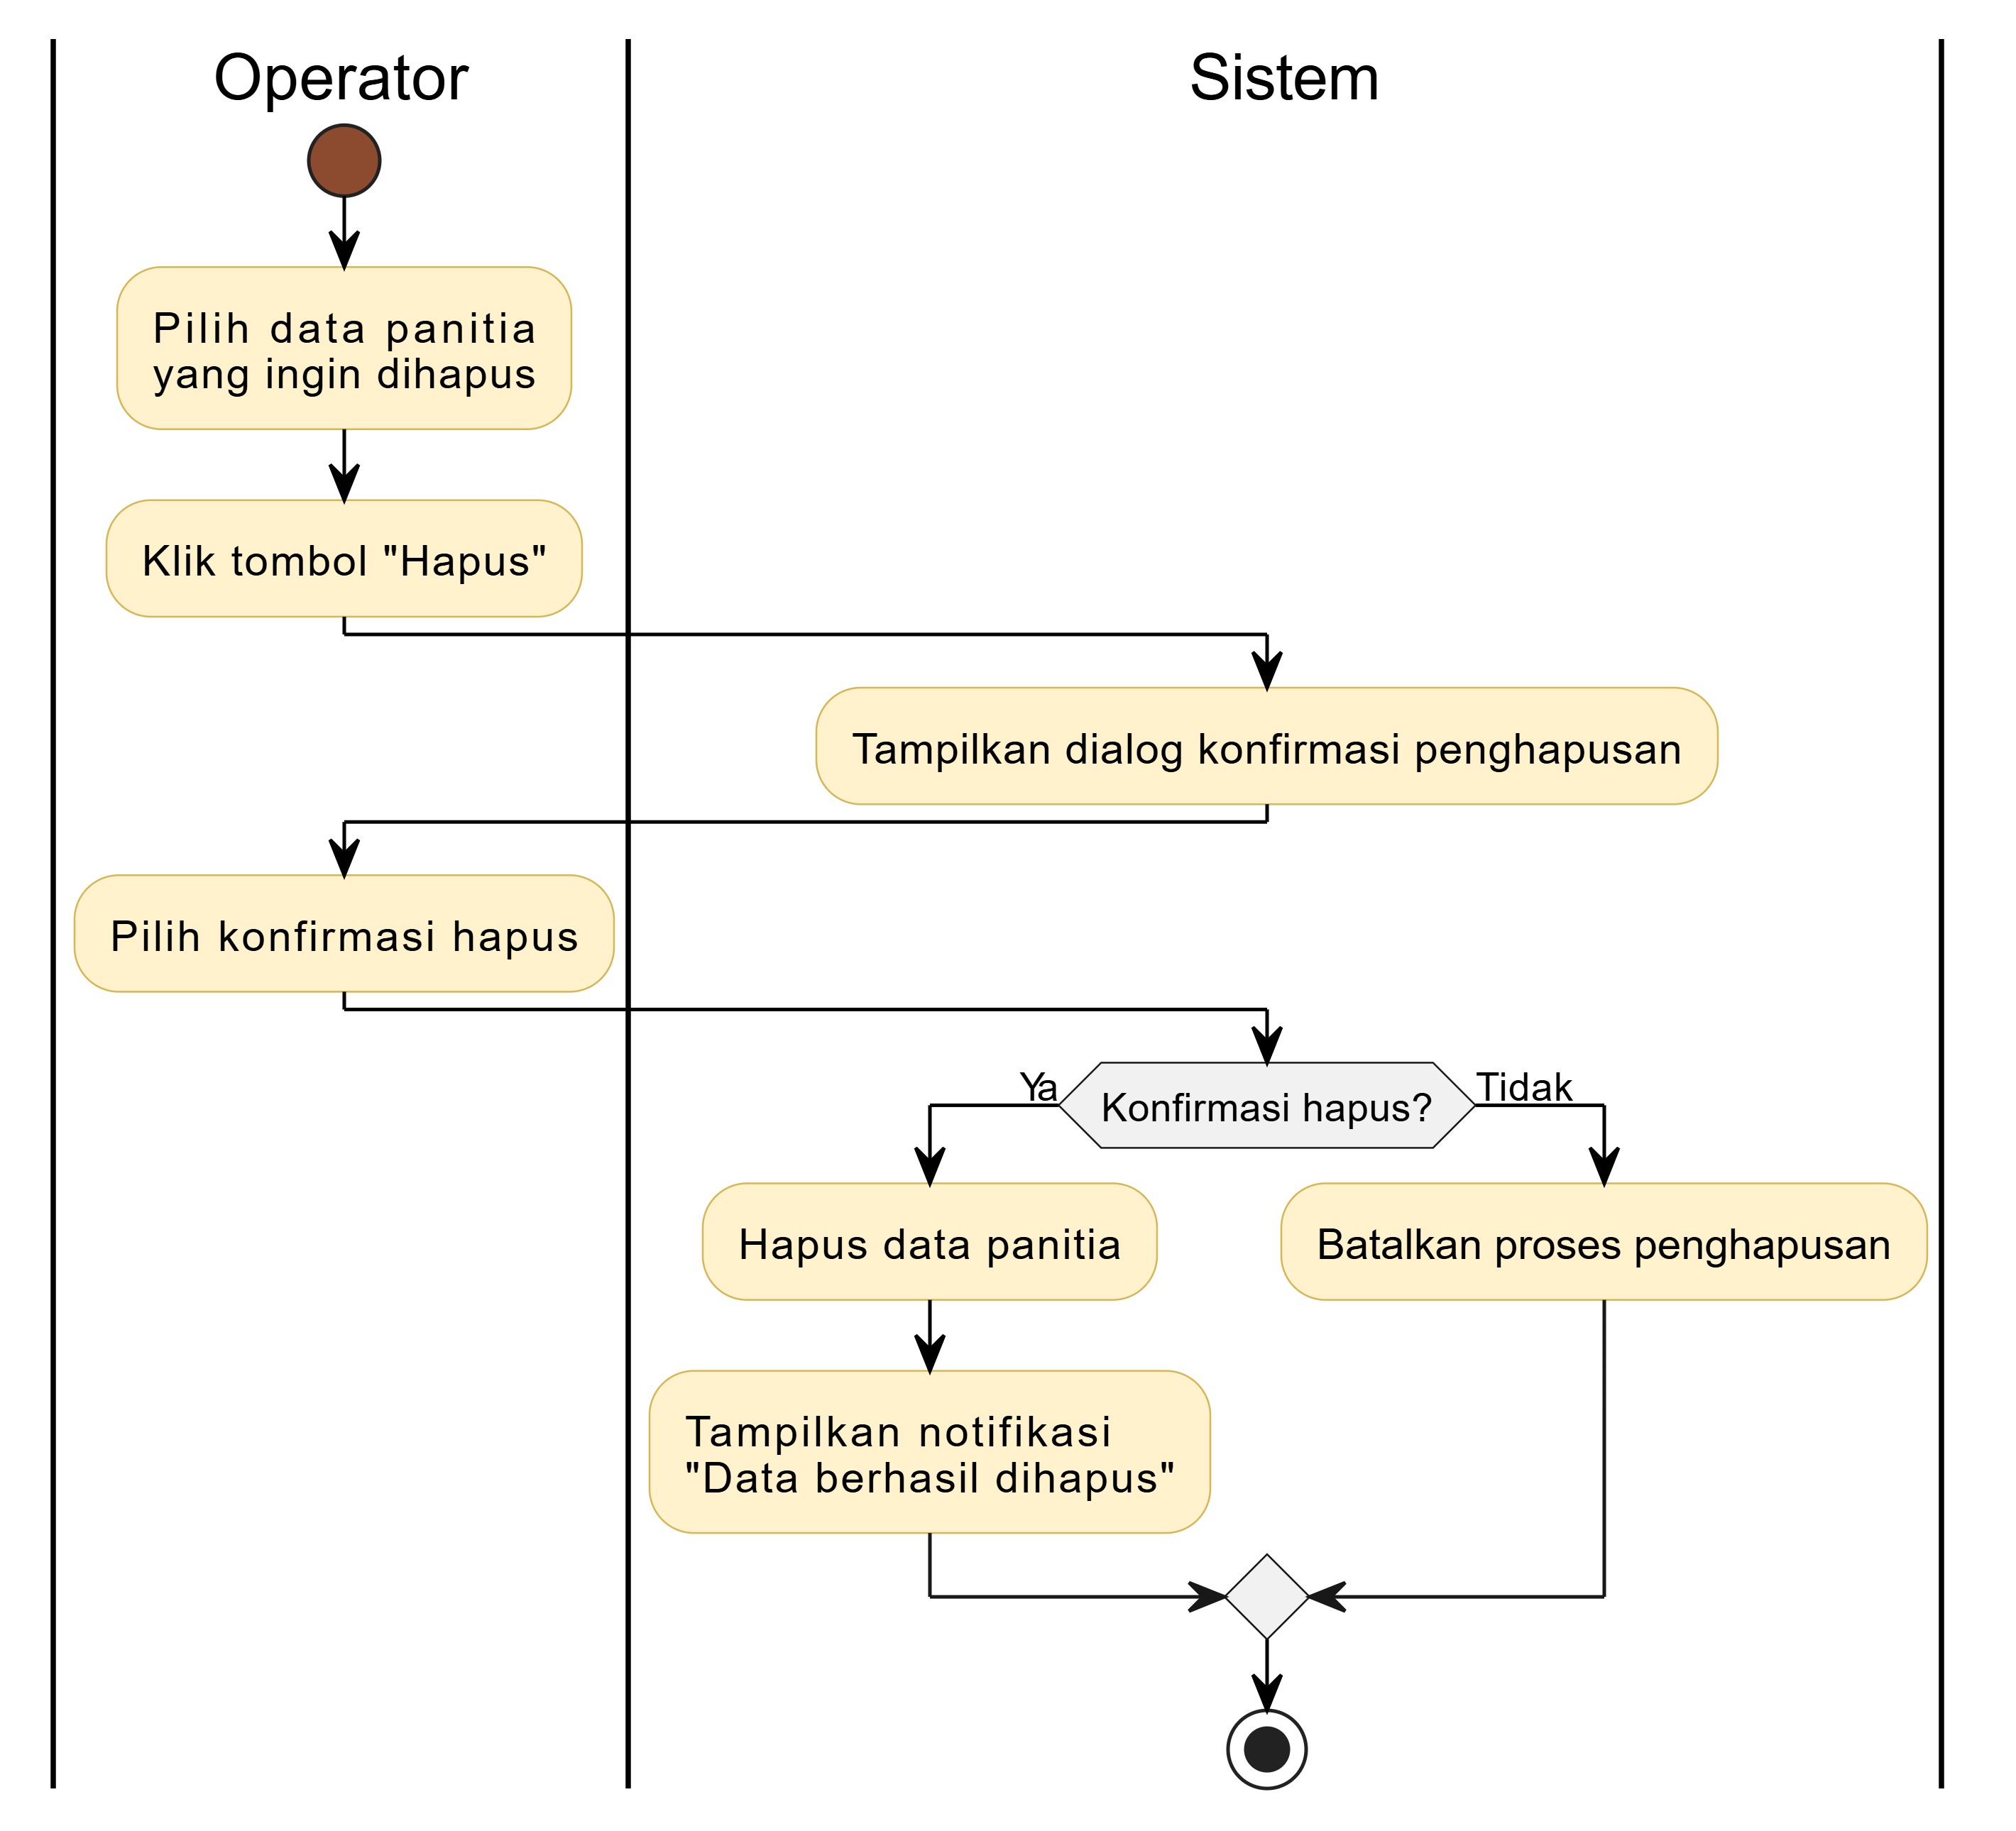 Operator
Sistem
Pilih data panitia
yang ingin dihapus
Klik tombol "Hapus"
Tampilkan dialog konfirmasi penghapusan
Pilih konfirmasi hapus
Ya
Konfirmasi hapus?
Tidak
Hapus data panitia
Batalkan proses penghapusan
Tampilkan notifikasi
"Data berhasil dihapus"